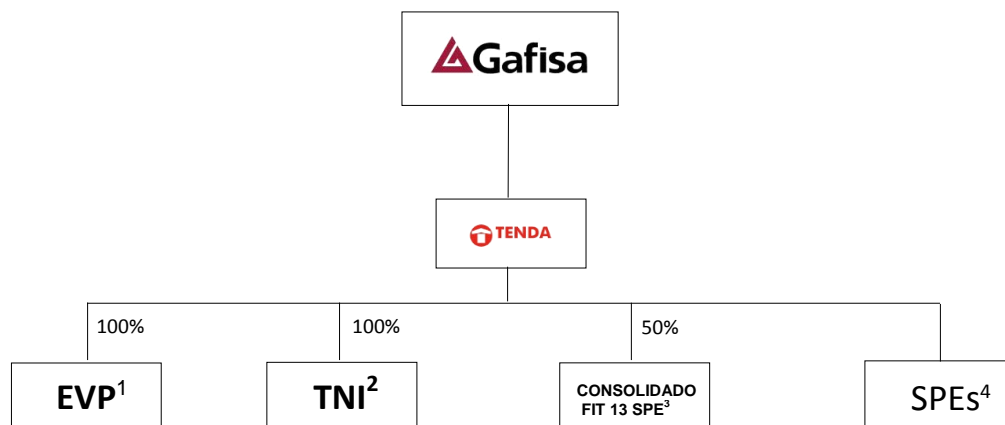 Gafisa
TENDA
100%
100%
50%
EVP¹
TNI²
CONSOLIDADO
FIT 13 SPE³
SPEs⁴